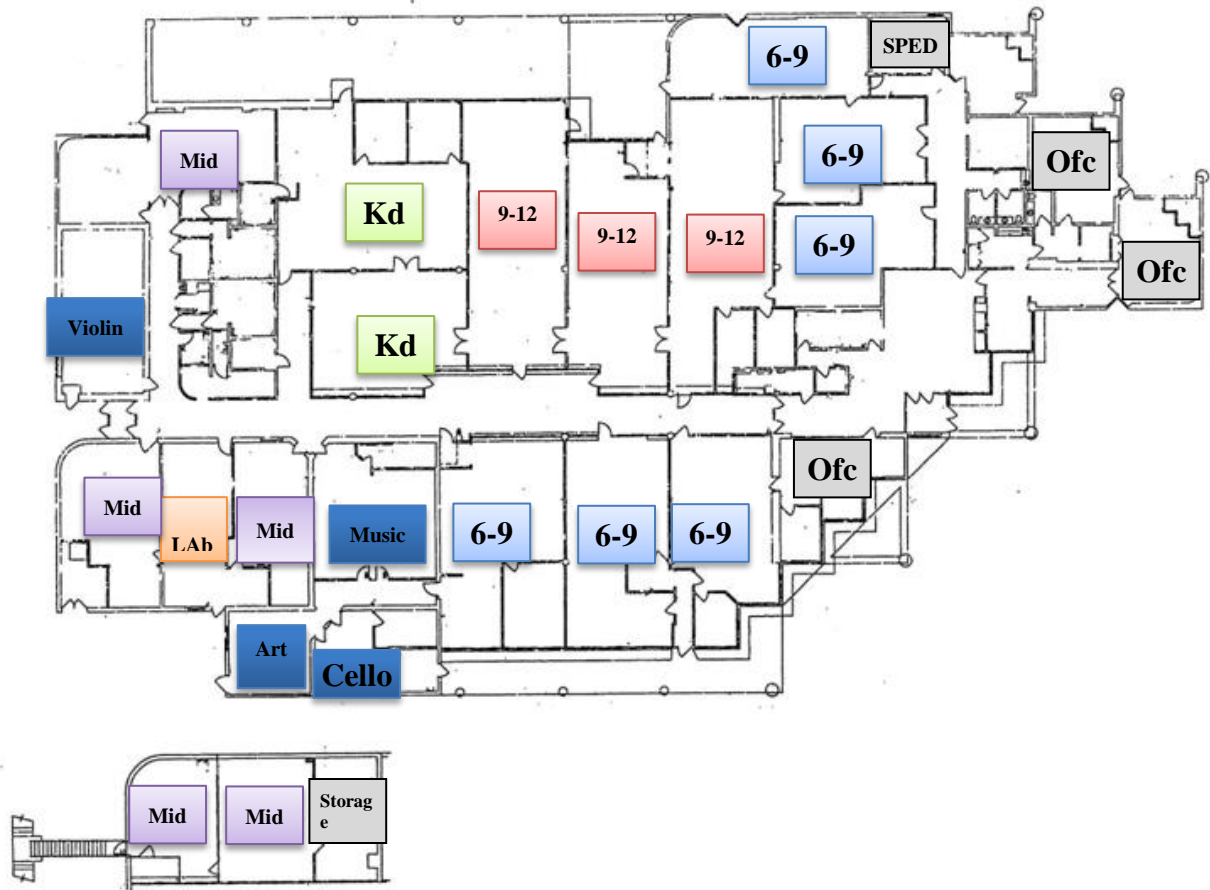 6-9
SPED
Mid
6-9
Ofc
Kd
9-12
9-12
9-12
6-9
Ofc
Violin
Kd
Ofc
Mid
LAb
Mid
Music
6-9
6-9
6-9
Art
Cello
Mid
Mid
Storag
e